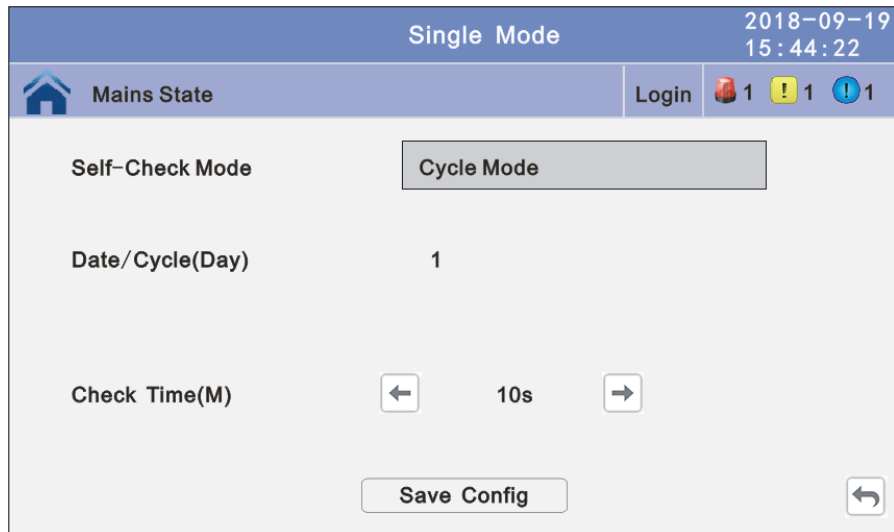 Single Mode
2018-09-19
15:44:22
Mains State
Login
1
! 1
! 1
Self-Check Mode
Cycle Mode
Date/Cycle(Day)
1
Check Time(M)
10s
Save Config